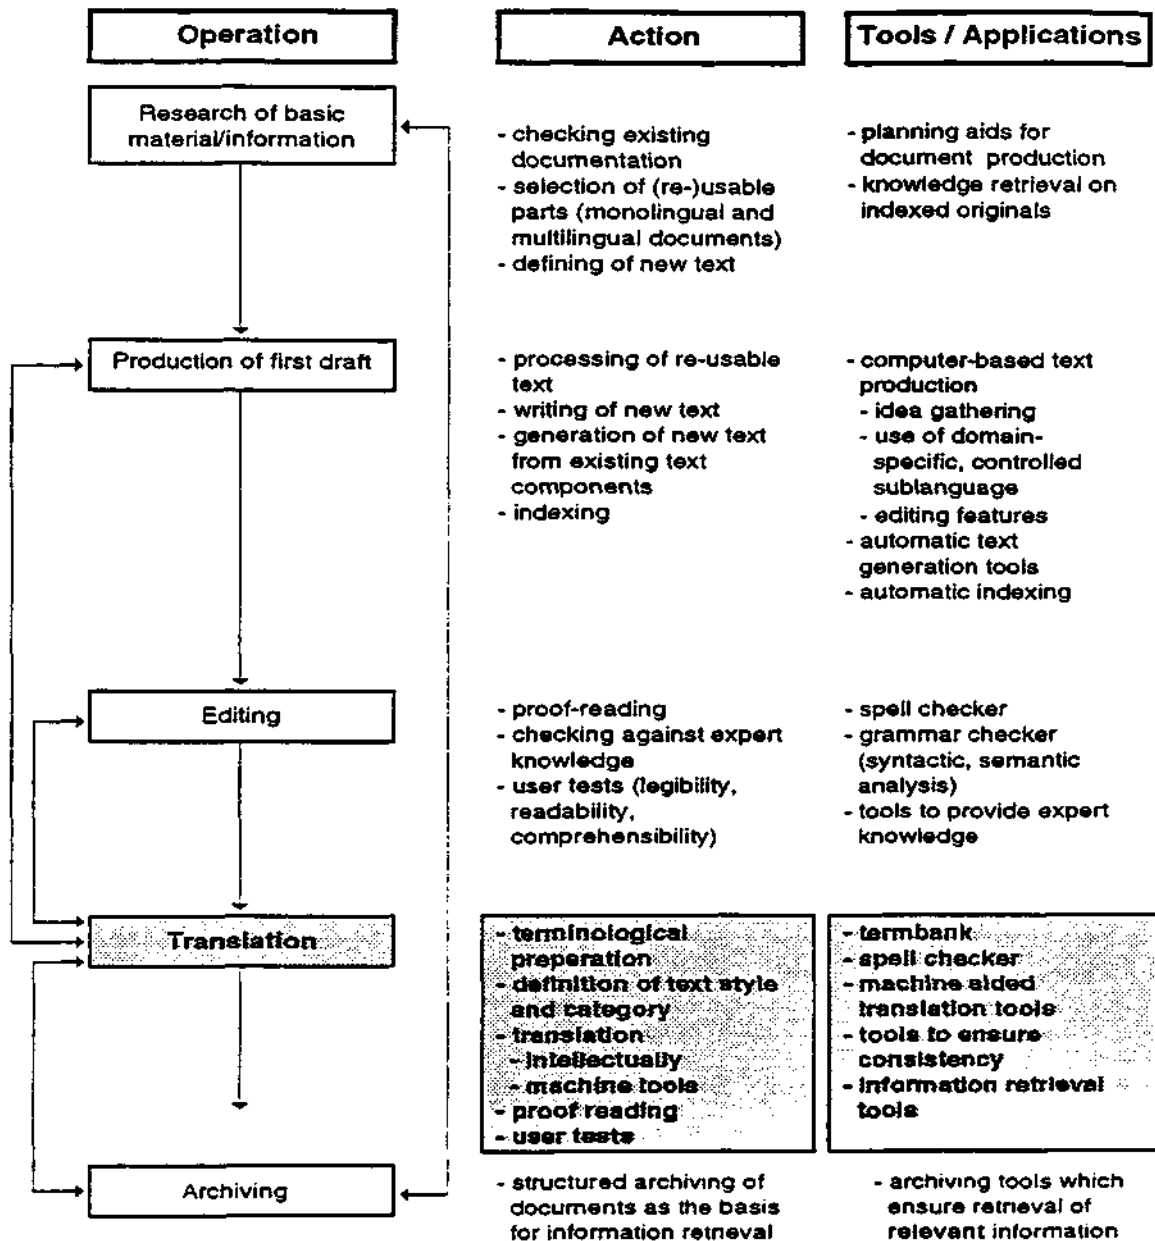 Operation
Action
Tools / Applications
Research of basic
material/information
- checking existing
documentation
- selection of (re-)usable
parts (monolingual and
multilingual documents)
- defining of new text
- planning aids for
document production
- knowledge retrieval on
indexed originals
Production of first draft
- processing of re-usable
text
- writing of new text
- generation of new text
from existing text
components
- indexing
- computer-based text
production
- idea gathering
- use of domain-
specific, controlled
sublanguage
- editing features
- automatic text
generation tools
- automatic indexing
Editing
- proof-reading
- checking against expert
knowledge
- user tests (legibility,
readability,
comprehensibility)
- spell checker
- grammar checker
(syntactic, semantic
analysis)
- tools to provide expert
knowledge
Translation
- terminological
preperation
- definition of text style
and category
- translation
- intellectually
- machine tools
- proof reading
- user tests
- termbank
- spell checker
- machine aided
translation tools
- tools to ensure
consistency
- information retrieval
tools
Archiving
- structured archiving of
documents as the basis
for information retrieval
- archiving tools which
ensure retrieval of
relevant information